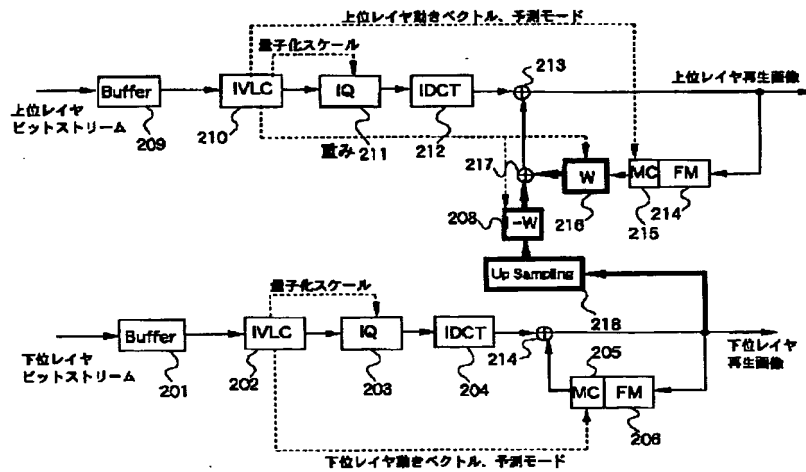 上位レイヤ動きベクトル、予測モード
量子化スケール
213
上位レイヤ再生画像
Buffer
IVLC
IQ
IDCT
上位レイヤ
ビットストリーム
209
210
重み
211
212
217
W
MC
FM
216
215
214
208
-W
Up Sampling
218
量子化スケール
Buffer
IVLC
IQ
IDCT
214
205
下位レイヤ
再生画像
下位レイヤ
ビットストリーム
201
202
203
204
MC
FM
206
下位レイヤ動きベクトル、予測モード